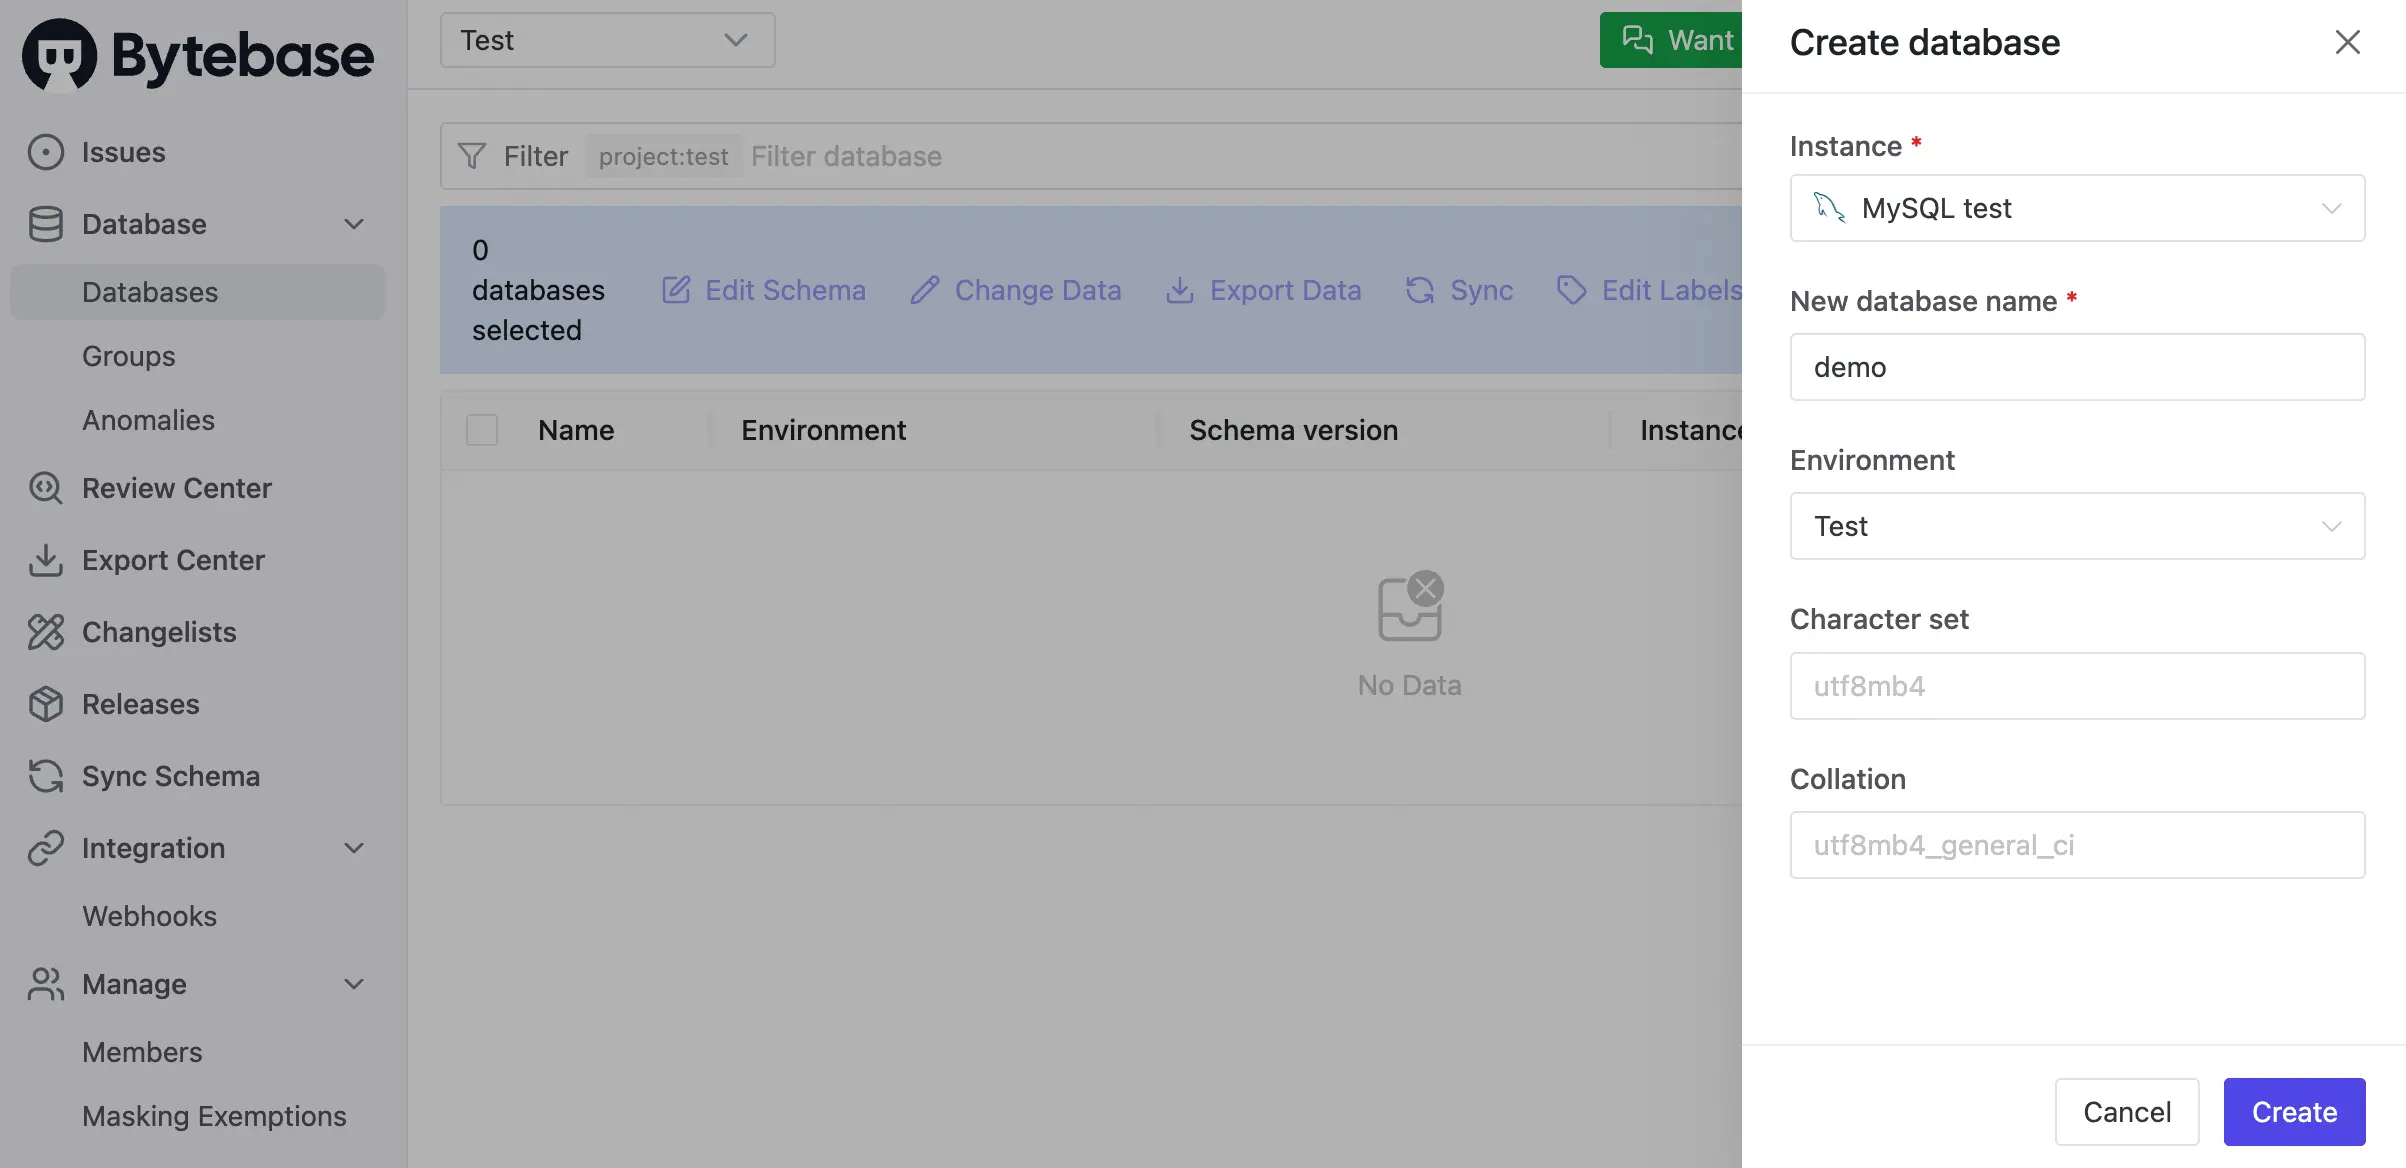 Bytebase
Issues
Database
Databases
Groups
Anomalies
Review Center
Export Center
Changelists
Releases
Sync Schema
Integration
Webhooks
Manage
Members
Masking Exemptions
Test
Want
Filter project:test Filter database
0
databases
selected
Edit Schema Change Data Export Data Sync Edit Labels
Name Environment Schema version Instance
No Data
Create database
Instance *
MySQL test
New database name *
demo
Environment
Test
Character set
utf8mb4
Collation
utf8mb4_general_ci
Cancel Create